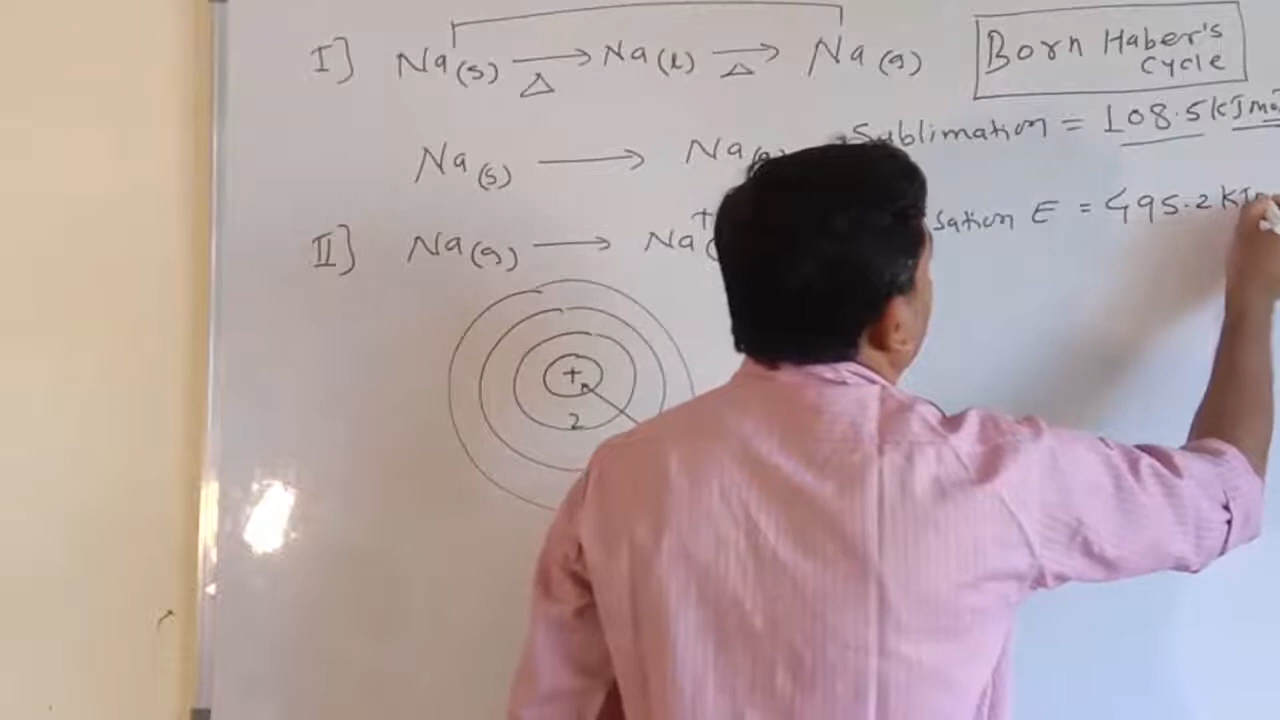 I] Na(s) →Δ Na(l) →Δ Na(g)
Born Haber's
Cycle
Na(s) → Na(g) Sublimation = 108.5 kJmol
II] Na(g) → Na+ sation E = 495.2 KJ
+
2